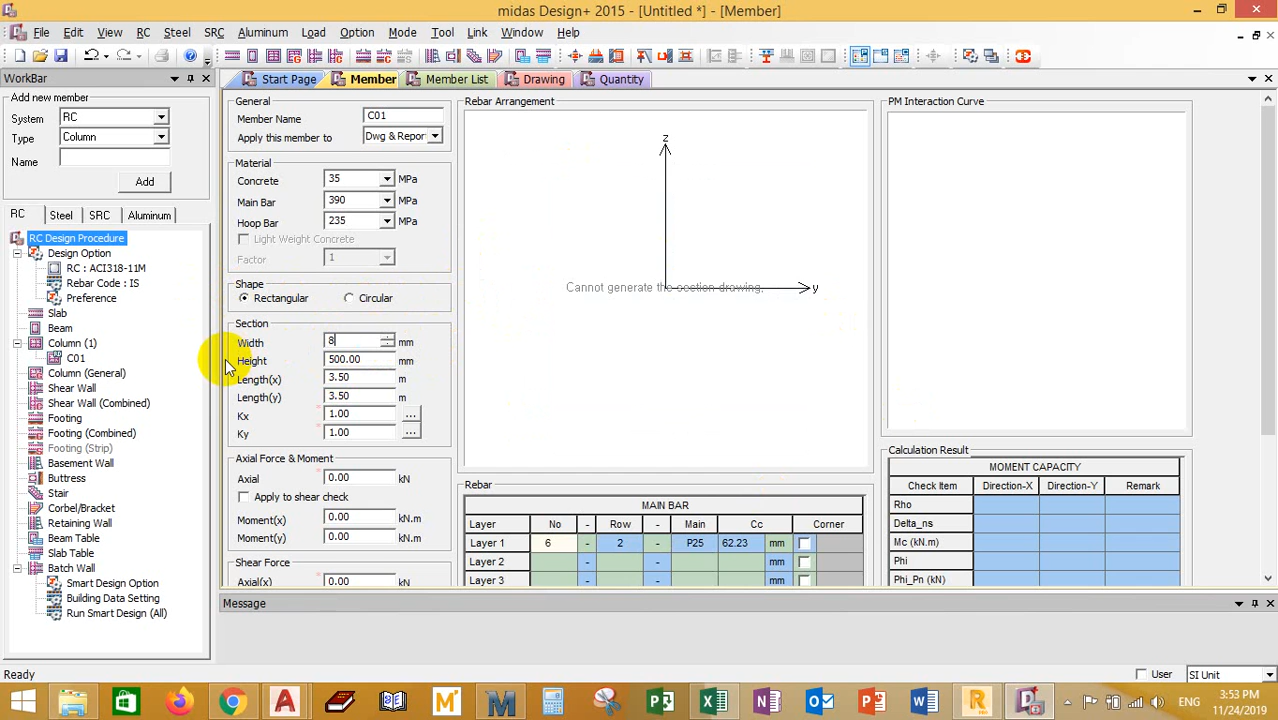 midas Design+ 2015 - [Untitled *] - [Member]
File Edit View RC Steel SRC Aluminum Load Option Mode Tool Link Window Help
WorkBar
Start Page Member Member List Drawing Quantity
Add new member
System RC
Type Column
Name
Add
RC Steel SRC Aluminum
RC Design Procedure
Design Option
RC : ACI318-11M
Rebar Code : IS
Preference
Slab
Beam
Column (1)
C01
Column (General)
Shear Wall
Shear Wall (Combined)
Footing
Footing (Combined)
Footing (Strip)
Basement Wall
Buttress
Stair
Corbel/Bracket
Retaining Wall
Beam Table
Slab Table
Batch Wall
Smart Design Option
Building Data Setting
Run Smart Design (All)
General
Member Name C01
Apply this member to Dwg & Repor
Material
Concrete 35 MPa
Main Bar 390 MPa
Hoop Bar 235 MPa
Light Weight Concrete
Factor 1
Shape
Rectangular Circular
Section
Width 8 mm
Height 500.00 mm
Length(x) 3.50 m
Length(y) 3.50 m
Kx 1.00 ...
Ky 1.00 ...
Axial Force & Moment
Axial 0.00 kN
Apply to shear check
Moment(x) 0.00 kN.m
Moment(y) 0.00 kN.m
Shear Force
Axial(x) 0.00 kN
Rebar Arrangement
z
Cannot generate the section drawing.
y
Rebar
MAIN BAR
Layer No - Row - Main Cc Corner
Layer 1 6 - 2 - P25 62.23 mm
Layer 2 - - mm
Layer 3 - - mm
PM Interaction Curve
Calculation Result
MOMENT CAPACITY
Check Item Direction-X Direction-Y Remark
Rho
Delta_ns
Mc (kN.m)
Phi
Phi_Pn (kN)
Message
Ready
User SI Unit
ENG 3:53 PM
11/24/2019